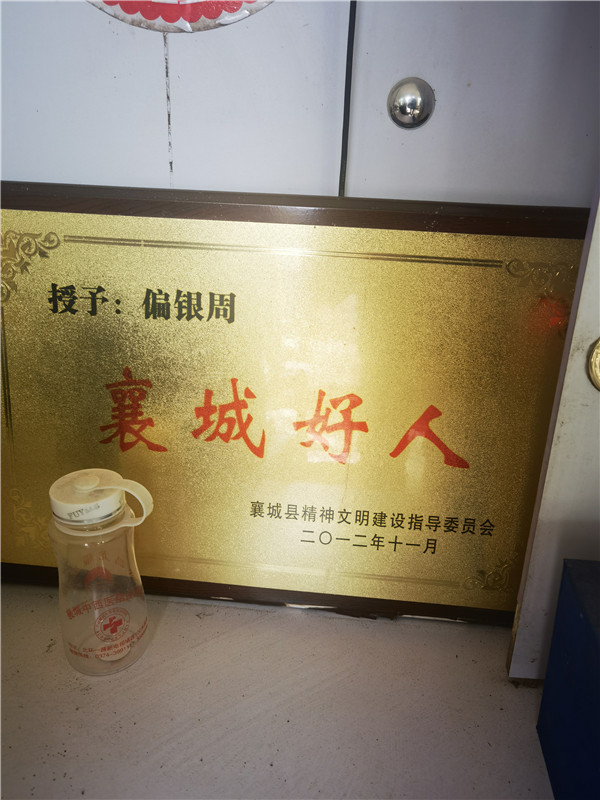 授予：偏银周
襄城好人
襄城县精神文明建设指导委员会
二〇一二年十一月
FUY